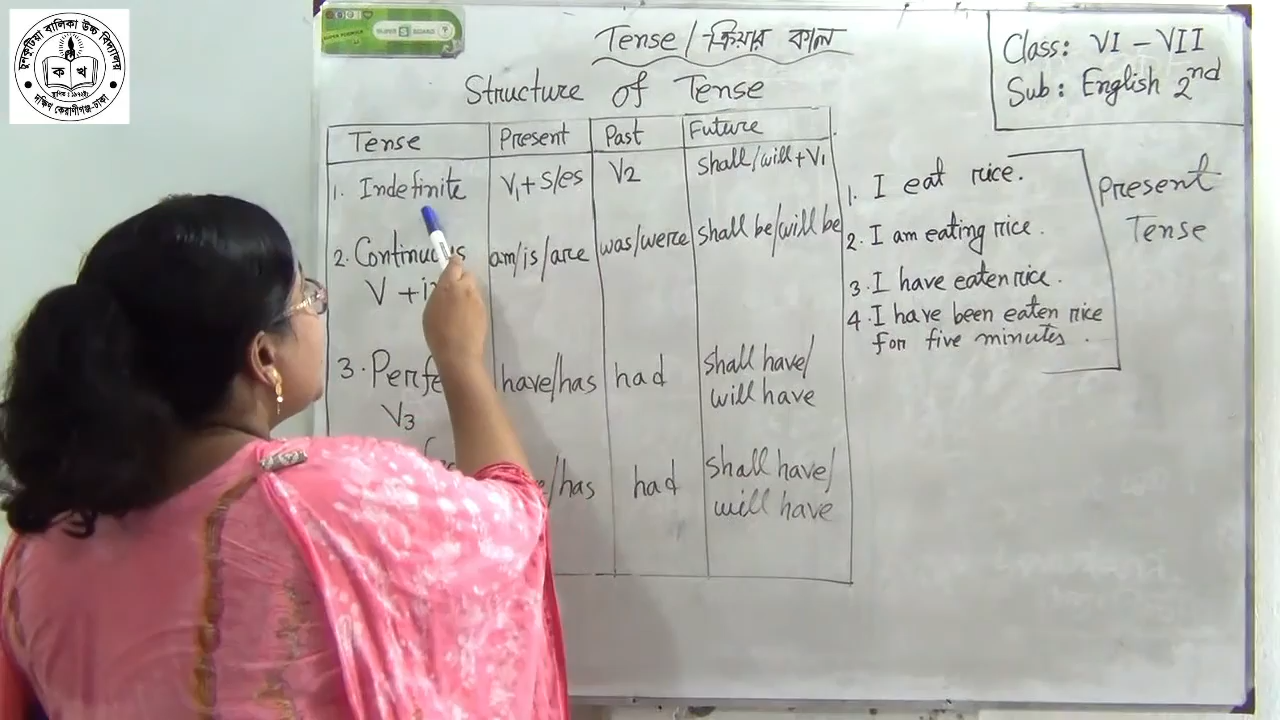 Tense/ ক্রিয়ার কাল
Class: VI – VII
Sub: English 2nd
Structure of Tense
Tense Present Past Future
1. Indefinite V1 + S/es V2 shall/will + V1
2. Continuous am/is/are was/were shall be/will be
V + i
3. Perfe have/has had shall have/
V3 will have
/has had shall have/
will have
1. I eat rice.
2. I am eating rice.
3. I have eaten rice.
4. I have been eaten rice
for five minutes.
Present
Tense
ক খ